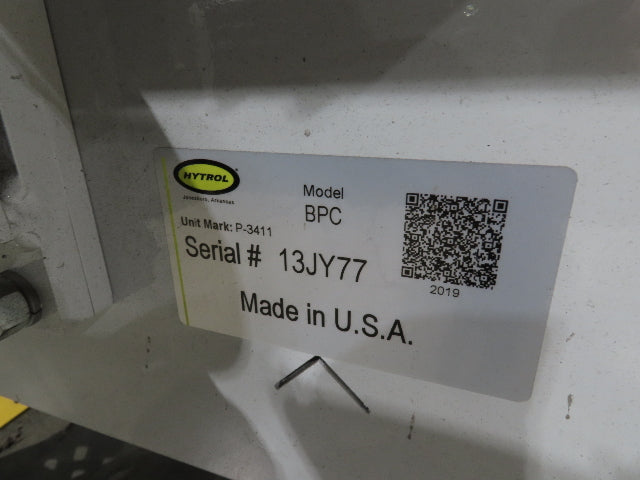 HYTROL
Jonesboro, Arkansas
Model
BPC
Unit Mark: P-3411
Serial # 13JY77
2019
Made in U.S.A.